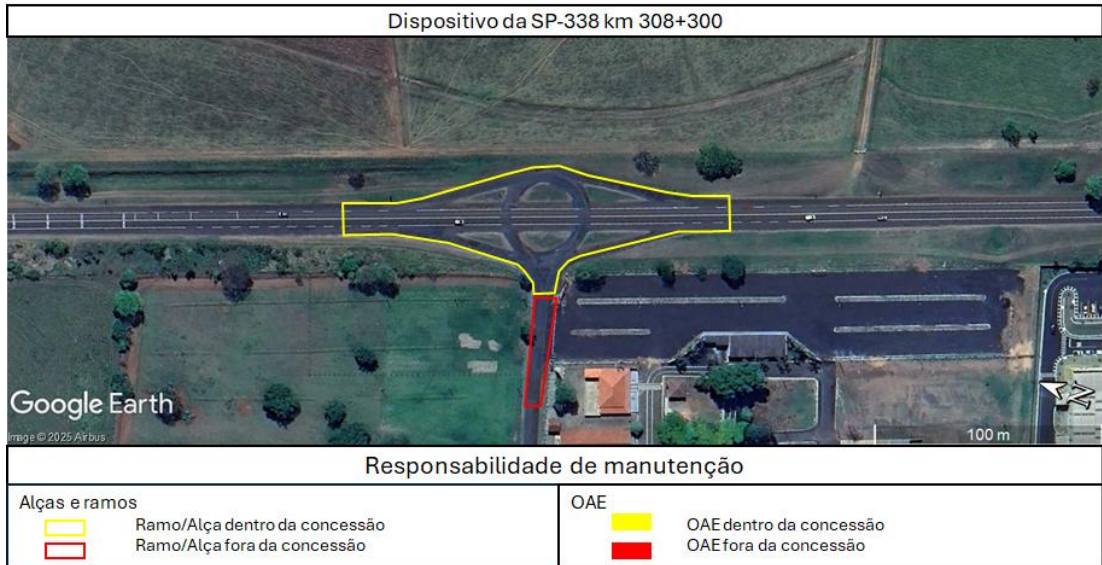 Dispositivo da SP-338 km 308+300
Google Earth
Image © 2025 Airbus
N
100 m
Responsabilidade de manutenção
Alças e ramos
Ramo/Alça dentro da concessão
Ramo/Alça fora da concessão
OAE
OAE dentro da concessão
OAE fora da concessão